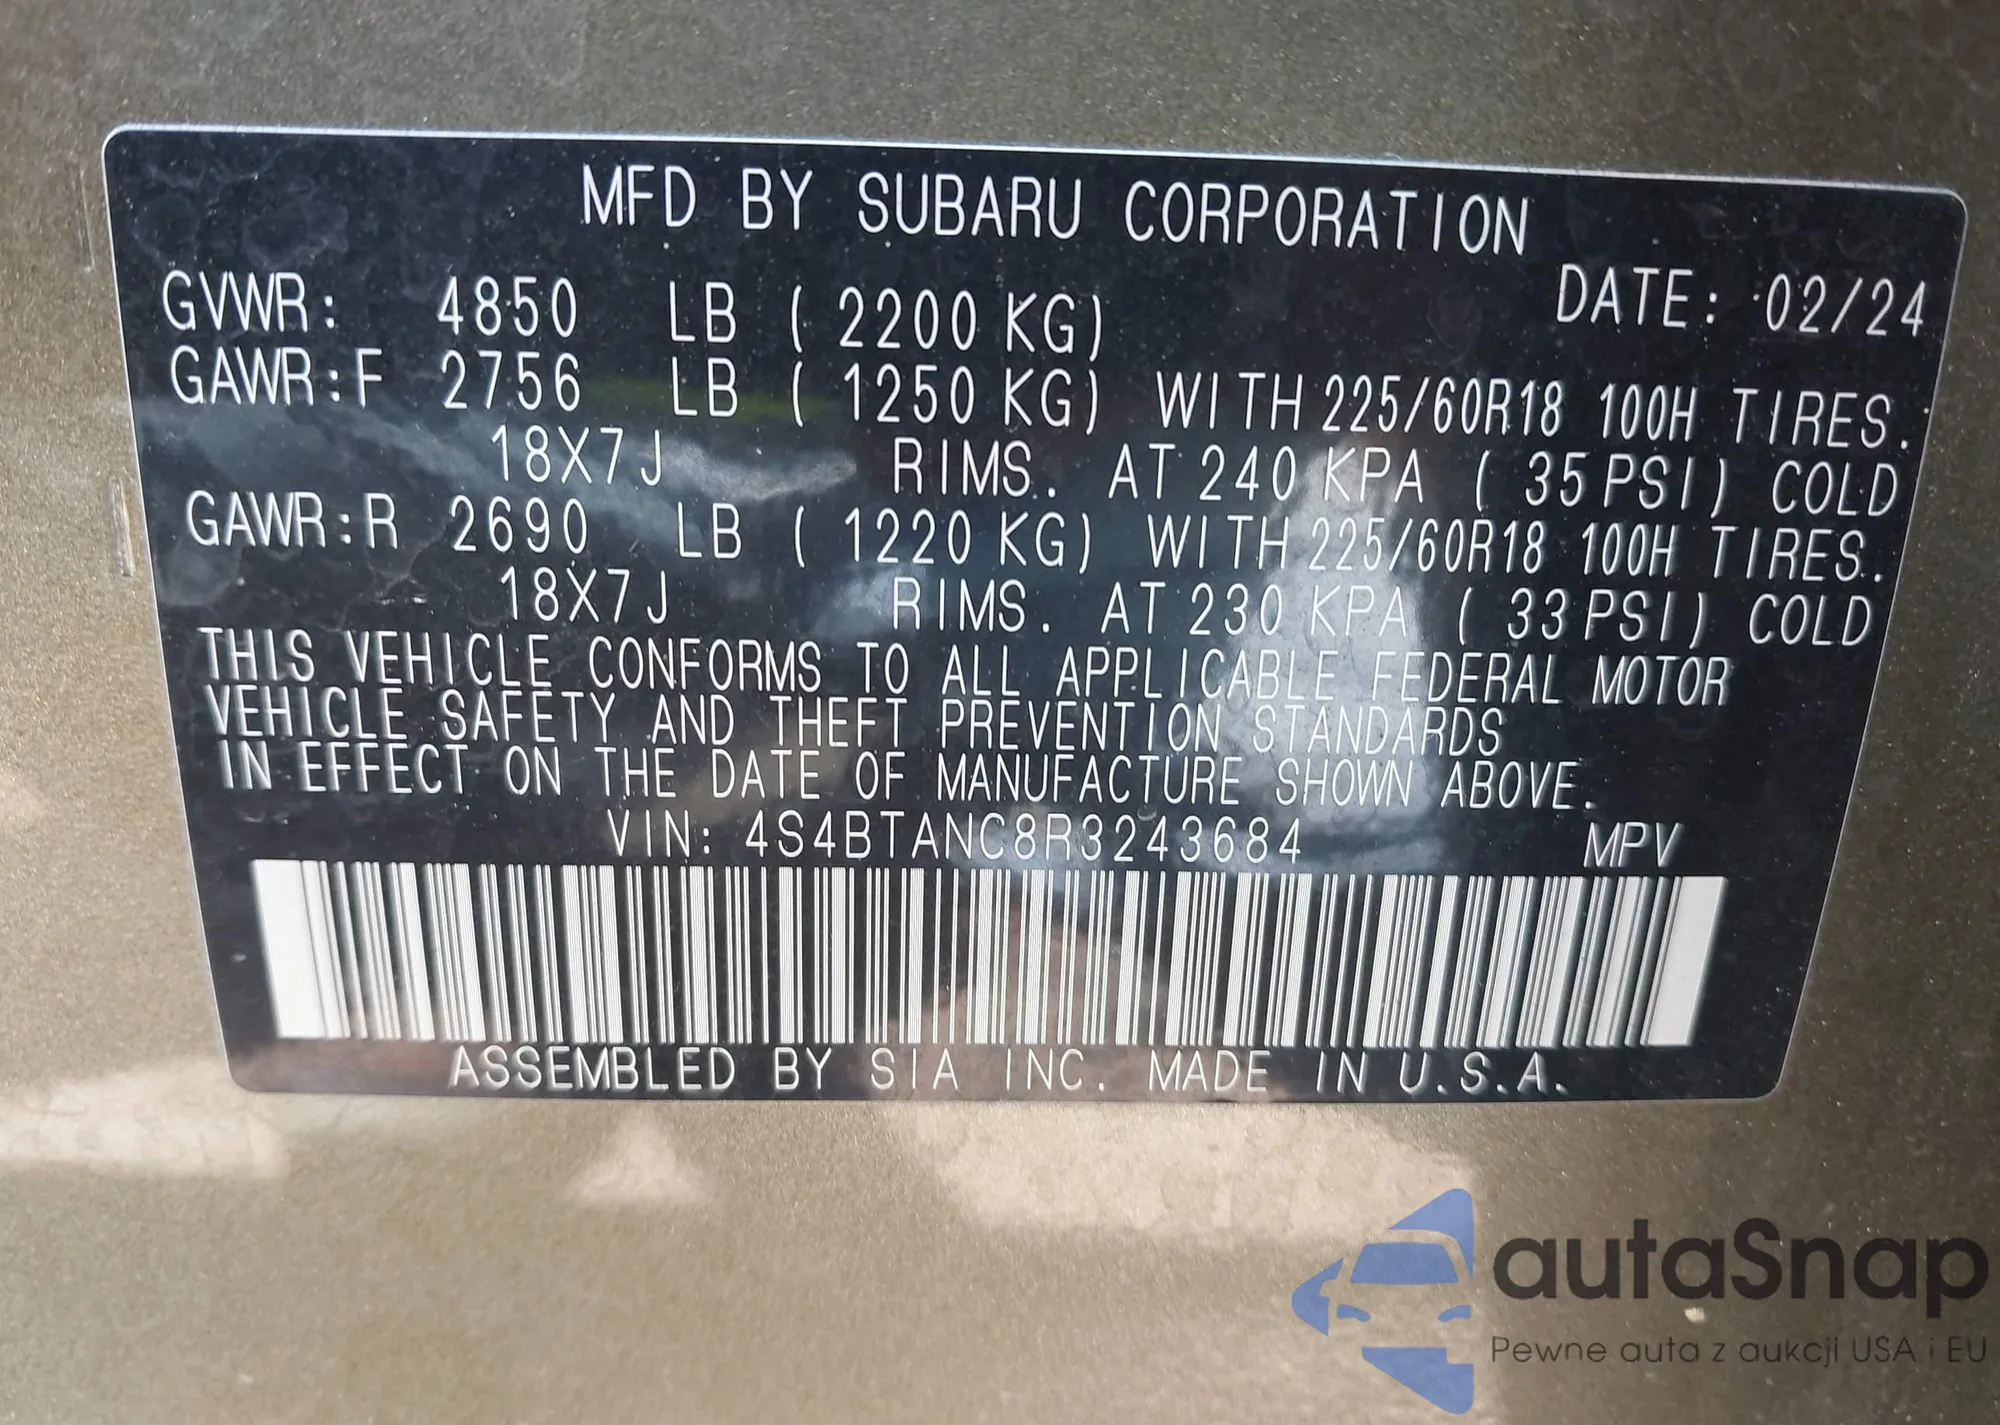 MFD BY SUBARU CORPORATION
DATE: 02/24
GVWR: 4850 LB ( 2200 KG)
GAWR:F 2756 LB ( 1250 KG) WITH 225/60R18 100H TIRES.
18X7J RIMS. AT 240 KPA ( 35 PSI) COLD
GAWR:R 2690 LB ( 1220 KG) WITH 225/60R18 100H TIRES.
18X7J RIMS. AT 230 KPA ( 33 PSI) COLD
THIS VEHICLE CONFORMS TO ALL APPLICABLE FEDERAL MOTOR
VEHICLE SAFETY AND THEFT PREVENTION STANDARDS
IN EFFECT ON THE DATE OF MANUFACTURE SHOWN ABOVE.
VIN: 4S4BTANC8R3243684 MPV
ASSEMBLED BY SIA INC. MADE IN U.S.A.
autaSnap
Pewne auta z aukcji USA i EU